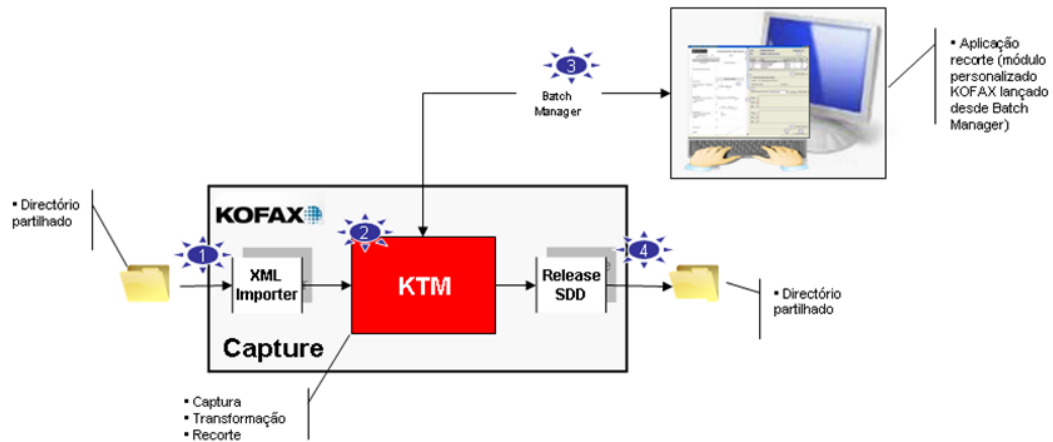 3
Batch
Manager
▪ Aplicação
recorte (módulo
personalizado
KOFAX lançado
desde Batch
Manager)
▪ Directório
partilhado
KOFAX
1
2
4
XML
Importer
KTM
Release
SDD
▪ Directório
partilhado
Capture
▪ Captura
▪ Transformação
▪ Recorte